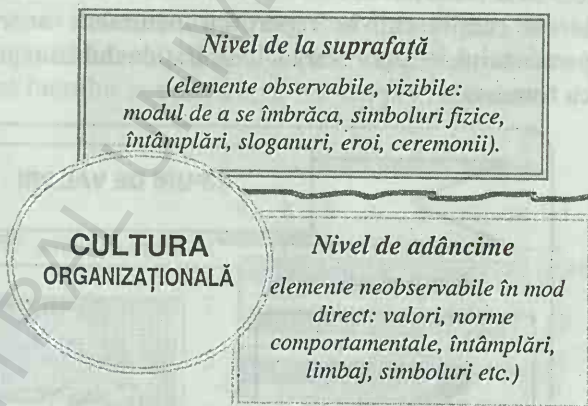 Nivel de la suprafață
(elemente observabile, vizibile:
modul de a se îmbrăca, simboluri fizice,
întâmplări, sloganuri, eroi, ceremonii).
CULTURA
ORGANIZAȚIONALĂ
Nivel de adâncime
elemente neobservabile în mod
direct: valori, norme
comportamentale, întâmplări,
limbaj, simboluri etc.)